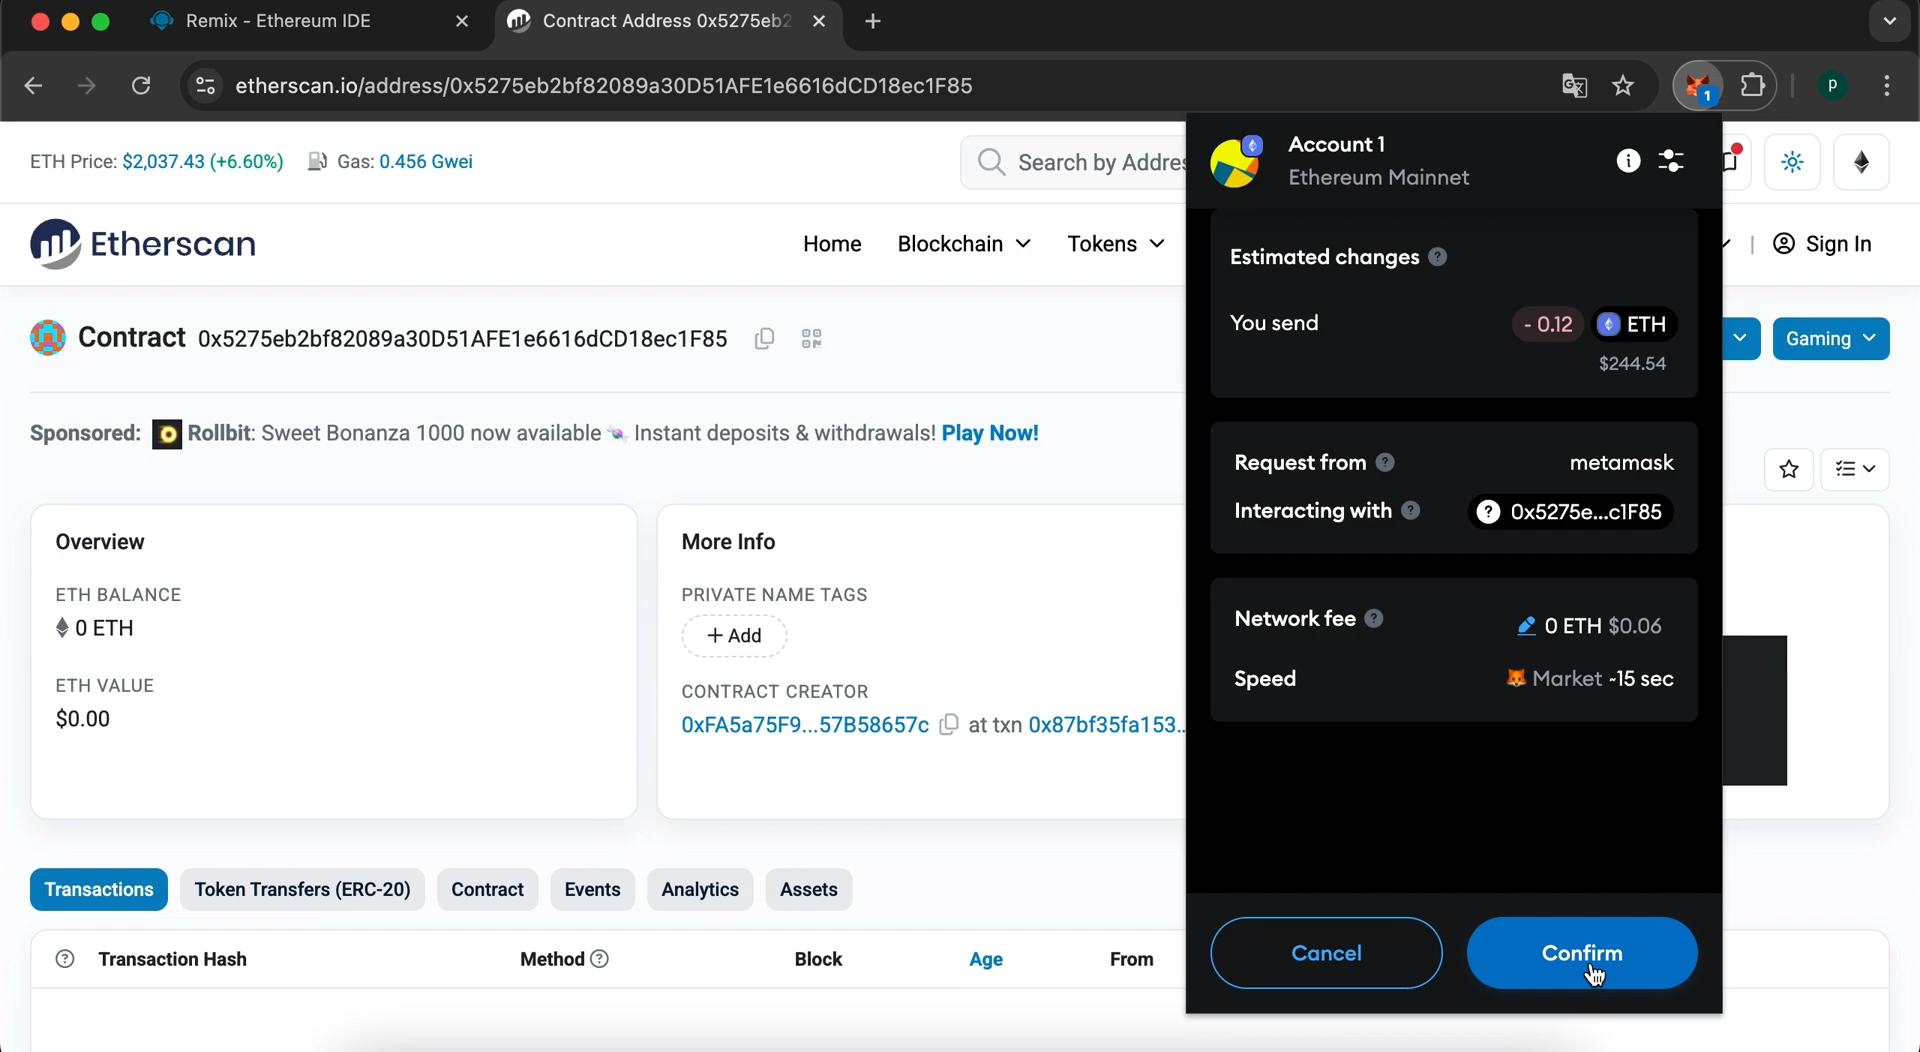 Remix - Ethereum IDE
Contract Address 0x5275eb2
etherscan.io/address/0x5275eb2bf82089a30D51AFE1e6616dCD18ec1F85
1
p
ETH Price: $2,037.43 (+6.60%)
Gas: 0.456 Gwei
Search by Addres
Etherscan
Home
Blockchain
Tokens
Sign In
Contract 0x5275eb2bf82089a30D51AFE1e6616dCD18ec1F85
Gaming
Sponsored: Rollbit: Sweet Bonanza 1000 now available Instant deposits & withdrawals! Play Now!
Overview
ETH BALANCE
0 ETH
ETH VALUE
$0.00
More Info
PRIVATE NAME TAGS
+ Add
CONTRACT CREATOR
0xFA5a75F9...57B58657c at txn 0x87bf35fa153..
Transactions
Token Transfers (ERC-20)
Contract
Events
Analytics
Assets
Transaction Hash
Method
Block
Age
From
Account 1
Ethereum Mainnet
Estimated changes
You send
- 0.12
ETH
$244.54
Request from
metamask
Interacting with
0x5275e...c1F85
Network fee
0 ETH $0.06
Speed
Market ~15 sec
Cancel
Confirm